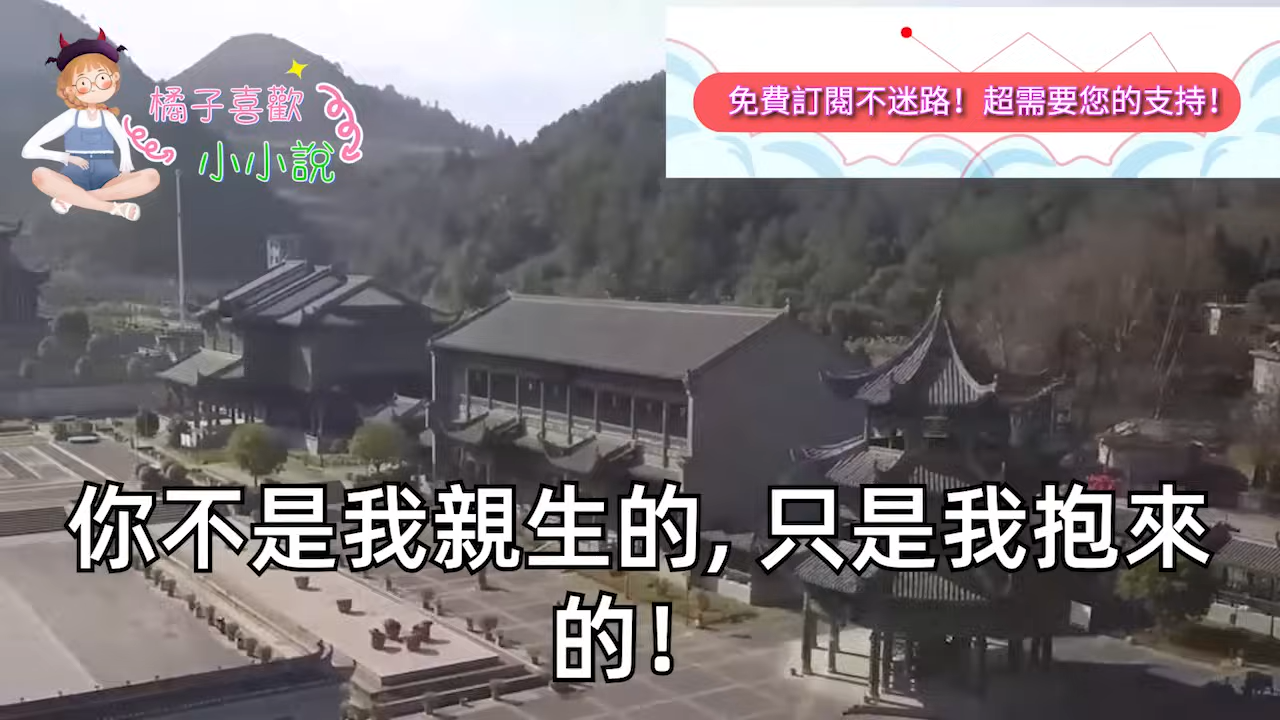 橘子喜歡
小小說
免費訂閱不迷路！超需要您的支持！
你不是我親生的,只是我抱來
的！